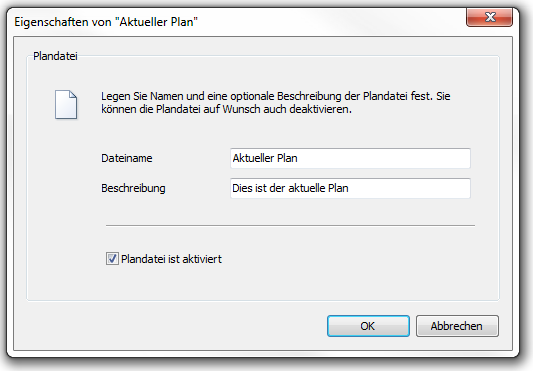 Eigenschaften von "Aktueller Plan"
Plandatei
Legen Sie Namen und eine optionale Beschreibung der Plandatei fest. Sie
können die Plandatei auf Wunsch auch deaktivieren.
Dateiname Aktueller Plan
Beschreibung Dies ist der aktuelle Plan
Plandatei ist aktiviert
OK Abbrechen